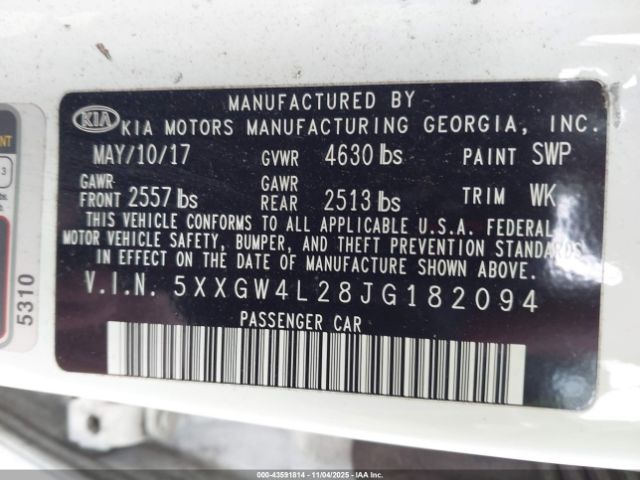 MANUFACTURED BY
KIA KIA MOTORS MANUFACTURING GEORGIA, INC.
MAY/10/17 GVWR 4630 lbs PAINT SWP
GAWR FRONT 2557 lbs GAWR REAR 2513 lbs TRIM WK
THIS VEHICLE CONFORMS TO ALL APPLICABLE U.S.A. FEDERAL
MOTOR VEHICLE SAFETY, BUMPER, AND THEFT PREVENTION STANDARDS
IN EFFECT ON THE DATE OF MANUFACTURE SHOWN ABOVE.
V.I.N. 5XXGW4L28JG182094
PASSENGER CAR
5310
3
000-43591814 - 11/04/2025 - IAA Inc.